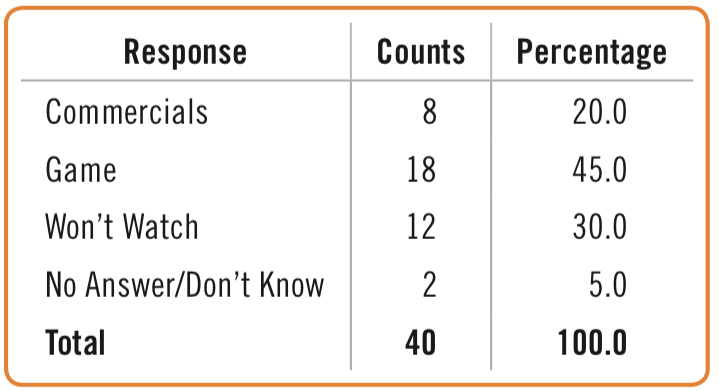 Response Counts Percentage
Commercials 8 20.0
Game 18 45.0
Won’t Watch 12 30.0
No Answer/Don’t Know 2 5.0
Total 40 100.0